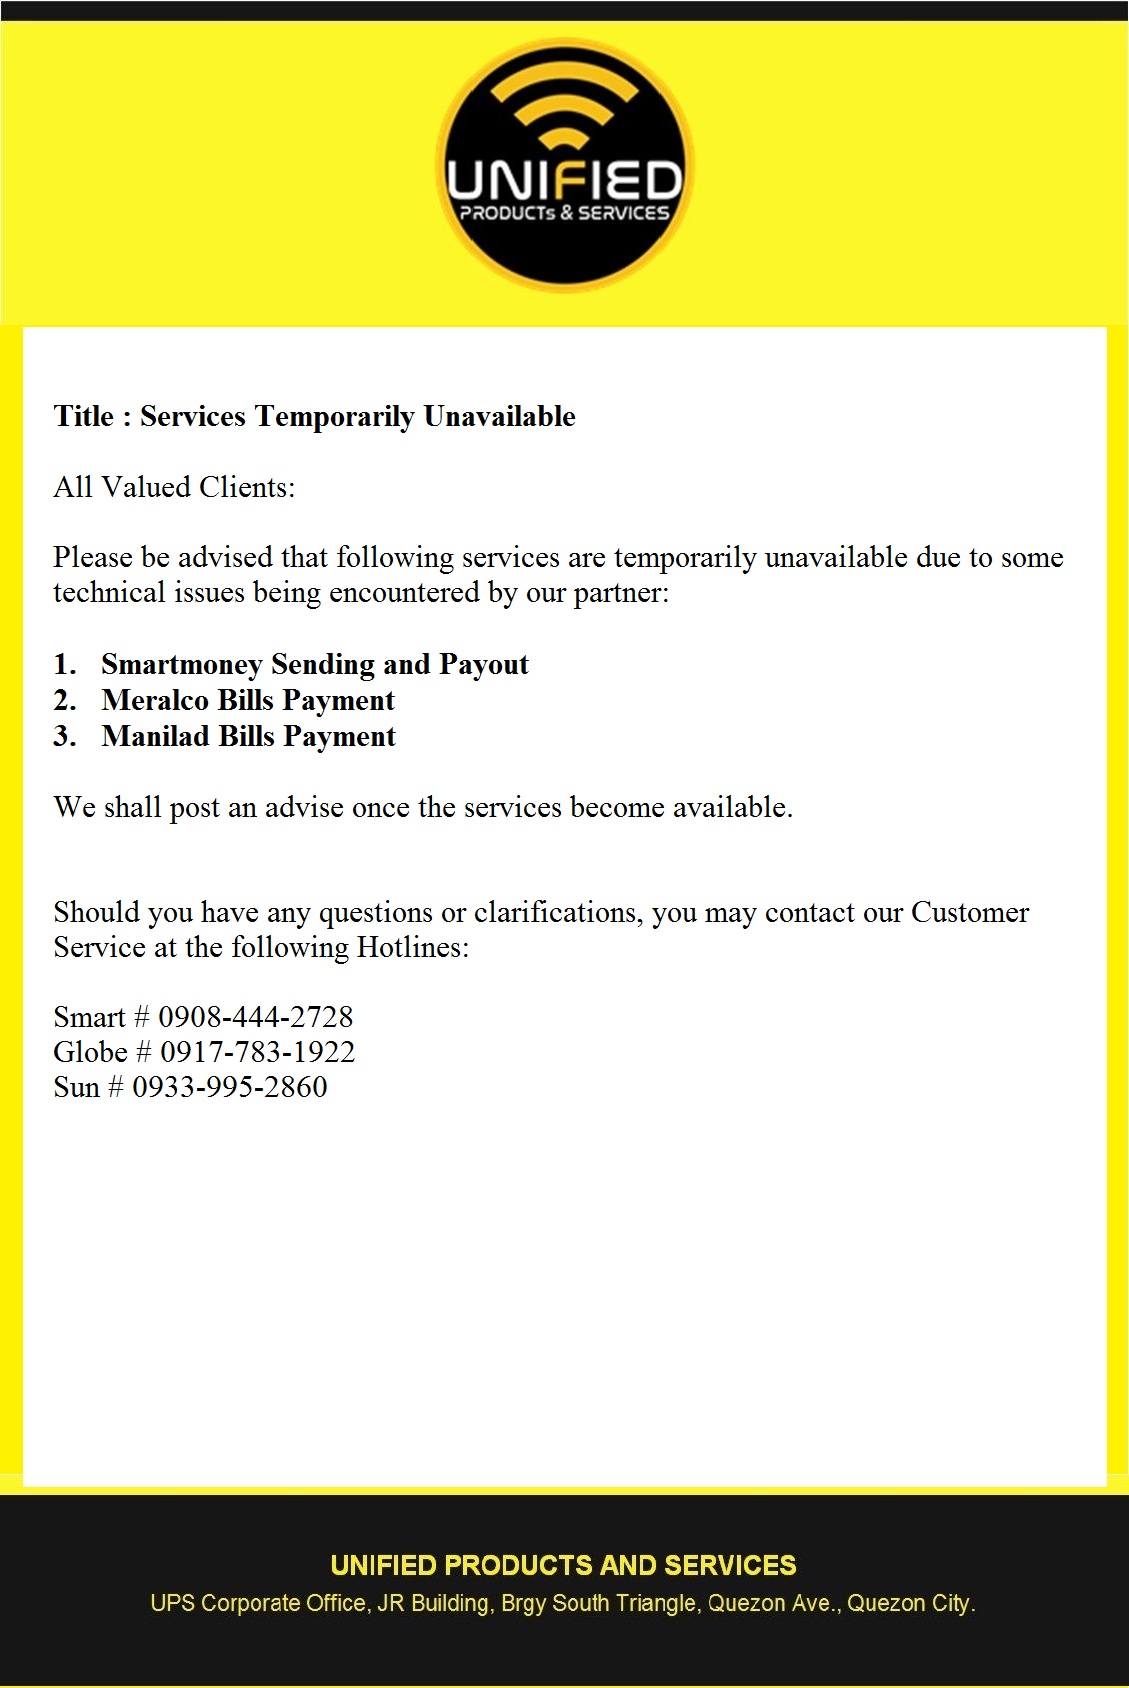 UNIFIED
PRODUCTs & SERVICES
Title : Services Temporarily Unavailable
All Valued Clients:
Please be advised that following services are temporarily unavailable due to some
technical issues being encountered by our partner:
1. Smartmoney Sending and Payout
2. Meralco Bills Payment
3. Manilad Bills Payment
We shall post an advise once the services become available.
Should you have any questions or clarifications, you may contact our Customer
Service at the following Hotlines:
Smart # 0908-444-2728
Globe # 0917-783-1922
Sun # 0933-995-2860
UNIFIED PRODUCTS AND SERVICES
UPS Corporate Office, JR Building, Brgy South Triangle, Quezon Ave., Quezon City.